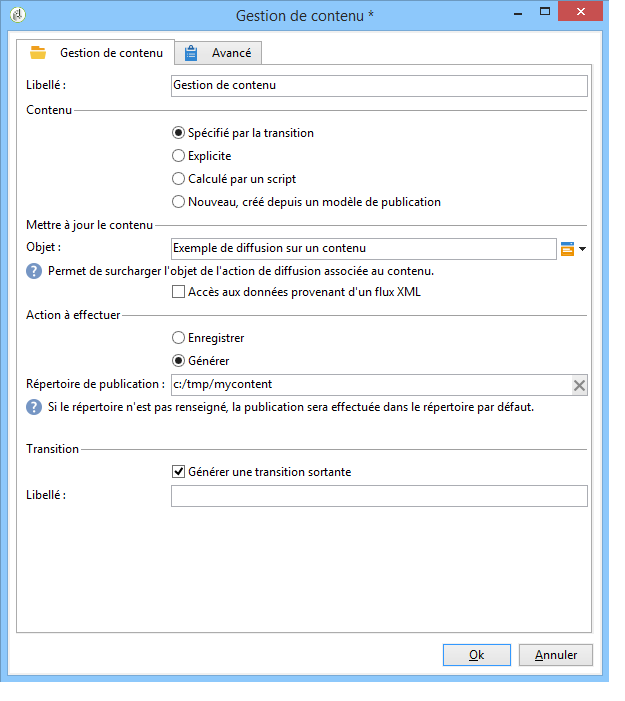 Gestion de contenu *
Gestion de contenu Avancé
Libellé : Gestion de contenu
Contenu
Spécifié par la transition
Explicite
Calculé par un script
Nouveau, créé depuis un modèle de publication
Mettre à jour le contenu
Objet : Exemple de diffusion sur un contenu
? Permet de surcharger l'objet de l'action de diffusion associée au contenu.
Accès aux données provenant d'un flux XML
Action à effectuer
Enregistrer
Générer
Répertoire de publication : c:/tmp/mycontent
? Si le répertoire n'est pas renseigné, la publication sera effectuée dans le répertoire par défaut.
Transition
Générer une transition sortante
Libellé :
Ok Annuler